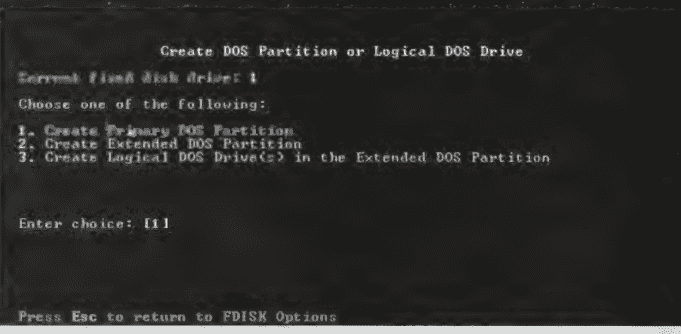 Create DOS Partition or Logical DOS Drive
Current fixed disk drive: 1
Choose one of the following:
1. Create Primary DOS Partition
2. Create Extended DOS Partition
3. Create Logical DOS Drive(s) in the Extended DOS Partition
Enter choice: [1]
Press Esc to return to FDISK Options